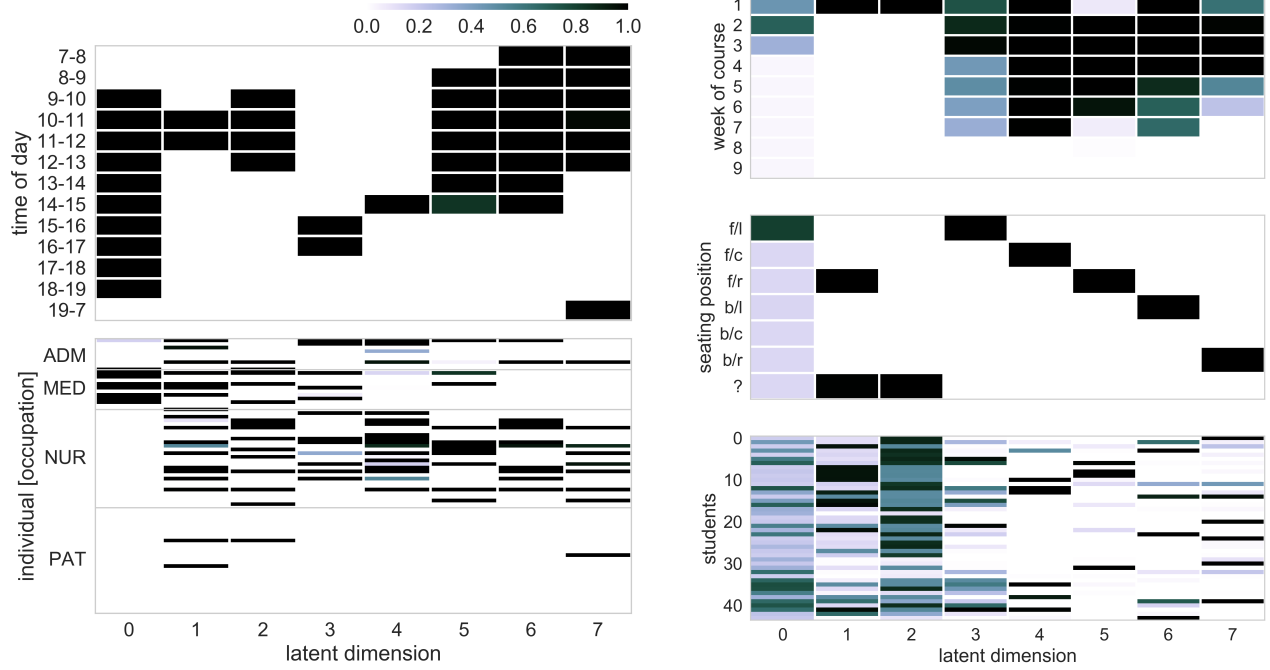 0.0 0.2 0.4 0.6 0.8 1.0
time of day
7-8
8-9
9-10
10-11
11-12
12-13
13-14
14-15
15-16
16-17
17-18
18-19
19-7
individual [occupation]
ADM
MED
NUR
PAT
0 1 2 3 4 5 6 7
latent dimension
week of course
1
2
3
4
5
6
7
8
9
seating position
f/l
f/c
f/r
b/l
b/c
b/r
?
students
0
10
20
30
40
0 1 2 3 4 5 6 7
latent dimension